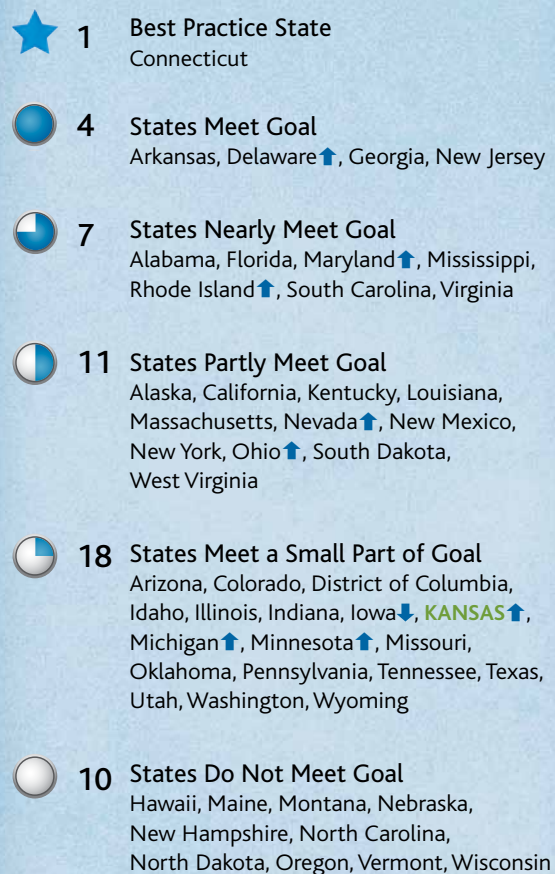 1 Best Practice State
Connecticut
4 States Meet Goal
Arkansas, Delaware⬆, Georgia, New Jersey
7 States Nearly Meet Goal
Alabama, Florida, Maryland⬆, Mississippi,
Rhode Island⬆, South Carolina, Virginia
11 States Partly Meet Goal
Alaska, California, Kentucky, Louisiana,
Massachusetts, Nevada⬆, New Mexico,
New York, Ohio⬆, South Dakota,
West Virginia
18 States Meet a Small Part of Goal
Arizona, Colorado, District of Columbia,
Idaho, Illinois, Indiana, Iowa⬇, KANSAS⬆,
Michigan⬆, Minnesota⬆, Missouri,
Oklahoma, Pennsylvania, Tennessee, Texas,
Utah, Washington, Wyoming
10 States Do Not Meet Goal
Hawaii, Maine, Montana, Nebraska,
New Hampshire, North Carolina,
North Dakota, Oregon, Vermont, Wisconsin